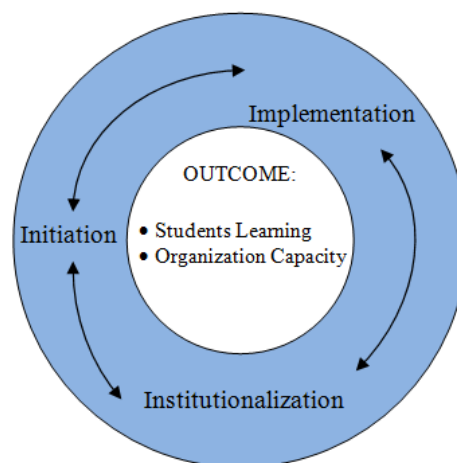 Implementation
OUTCOME:
Initiation
• Students Learning
• Organization Capacity
Institutionalization